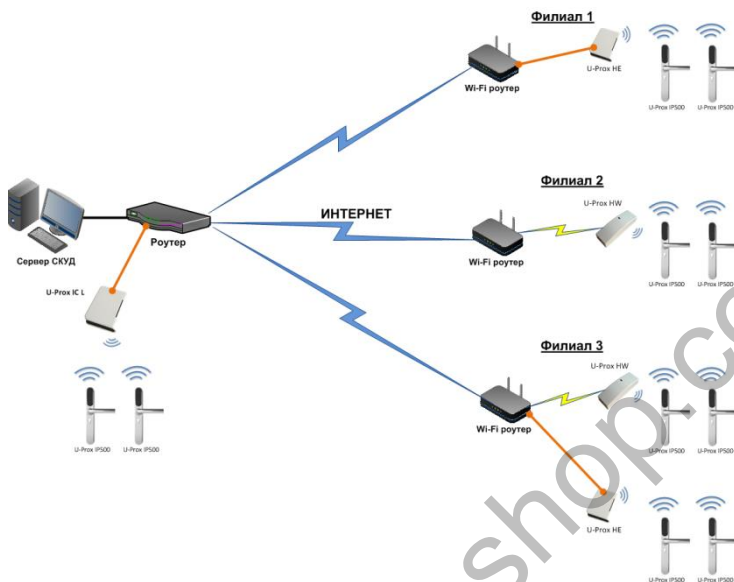 Филиал 1
Wi-Fi роутер
U-Prox HE
U-Prox IP500 U-Prox IP500
Филиал 2
U-Prox HW
ИНТЕРНЕТ
Wi-Fi роутер
U-Prox IP500 U-Prox IP500
Сервер СКУД
Роутер
U-Prox IC L
U-Prox IP500 U-Prox IP500
Филиал 3
U-Prox HW
Wi-Fi роутер
U-Prox IP500 U-Prox IP500
U-Prox HE
U-Prox IP500 U-Prox IP500
shop.co